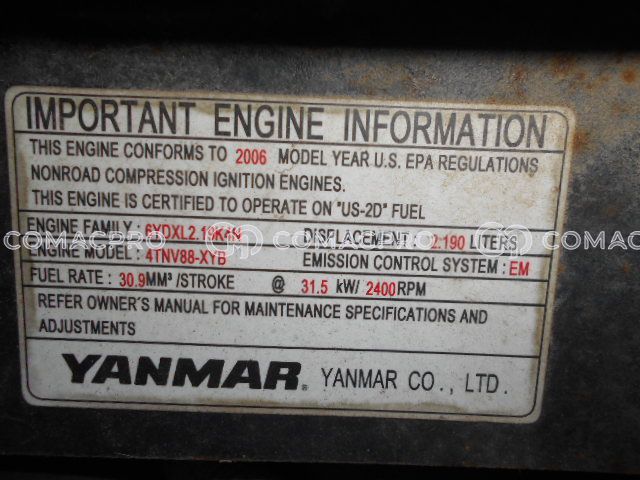 IMPORTANT ENGINE INFORMATION
THIS ENGINE CONFORMS TO 2006 MODEL YEAR U.S. EPA REGULATIONS
NONROAD COMPRESSION IGNITION ENGINES.
THIS ENGINE IS CERTIFIED TO OPERATE ON "US-2D" FUEL
ENGINE FAMILY : DISPLACEMENT : 2.190 LITERS
COMACPRO COMACPRO COMACPRO
ENGINE MODEL : 4TNV88-XYB EMISSION CONTROL SYSTEM : EM
FUEL RATE : 30.9MM³/STROKE @ 31.5 kW/ 2400RPM
REFER OWNER'S MANUAL FOR MAINTENANCE SPECIFICATIONS AND
ADJUSTMENTS
YANMAR® YANMAR CO., LTD.